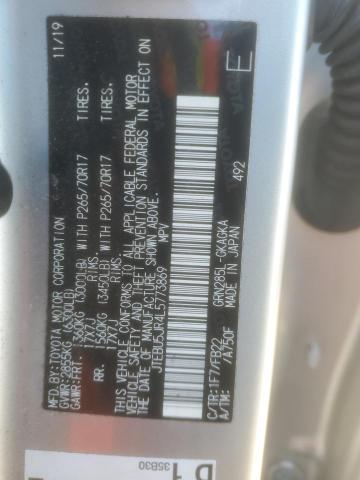 MFD.BY:TOYOTA MOTOR CORPORATION 11/19
GVWR:2855KG (6300LB)
GAWR:FRT. 1360KG (3000LB) WITH P265/70R17 TIRES.
17X7J RIMS.
RR. 1560KG (3450LB) WITH P265/70R17 TIRES.
17X7J RIMS.
THIS VEHICLE CONFORMS TO ALL APPLICABLE FEDERAL MOTOR
VEHICLE SAFETY AND THEFT PREVENTION STANDARDS IN EFFECT
ON THE DATE OF MANUFACTURE SHOWN ABOVE.
JTEBU5JR4L5773869 MPV
492
C/TR:1F7/FB22 GRN285L-GKAGKA
A/TM: /A750F MADE IN JAPAN
E
35B30